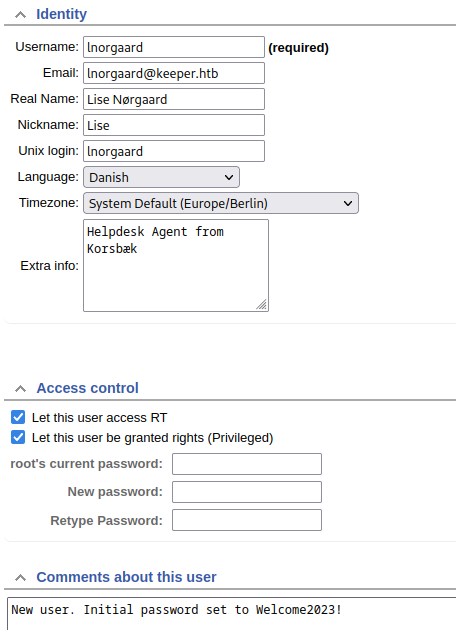 Identity
Username: lnorgaard (required)
Email: lnorgaard@keeper.htb
Real Name: Lise Nørgaard
Nickname: Lise
Unix login: lnorgaard
Language: Danish
Timezone: System Default (Europe/Berlin)
Extra info: Helpdesk Agent from
Korsbæk
Access control
Let this user access RT
Let this user be granted rights (Privileged)
root's current password:
New password:
Retype Password:
Comments about this user
New user. Initial password set to Welcome2023!